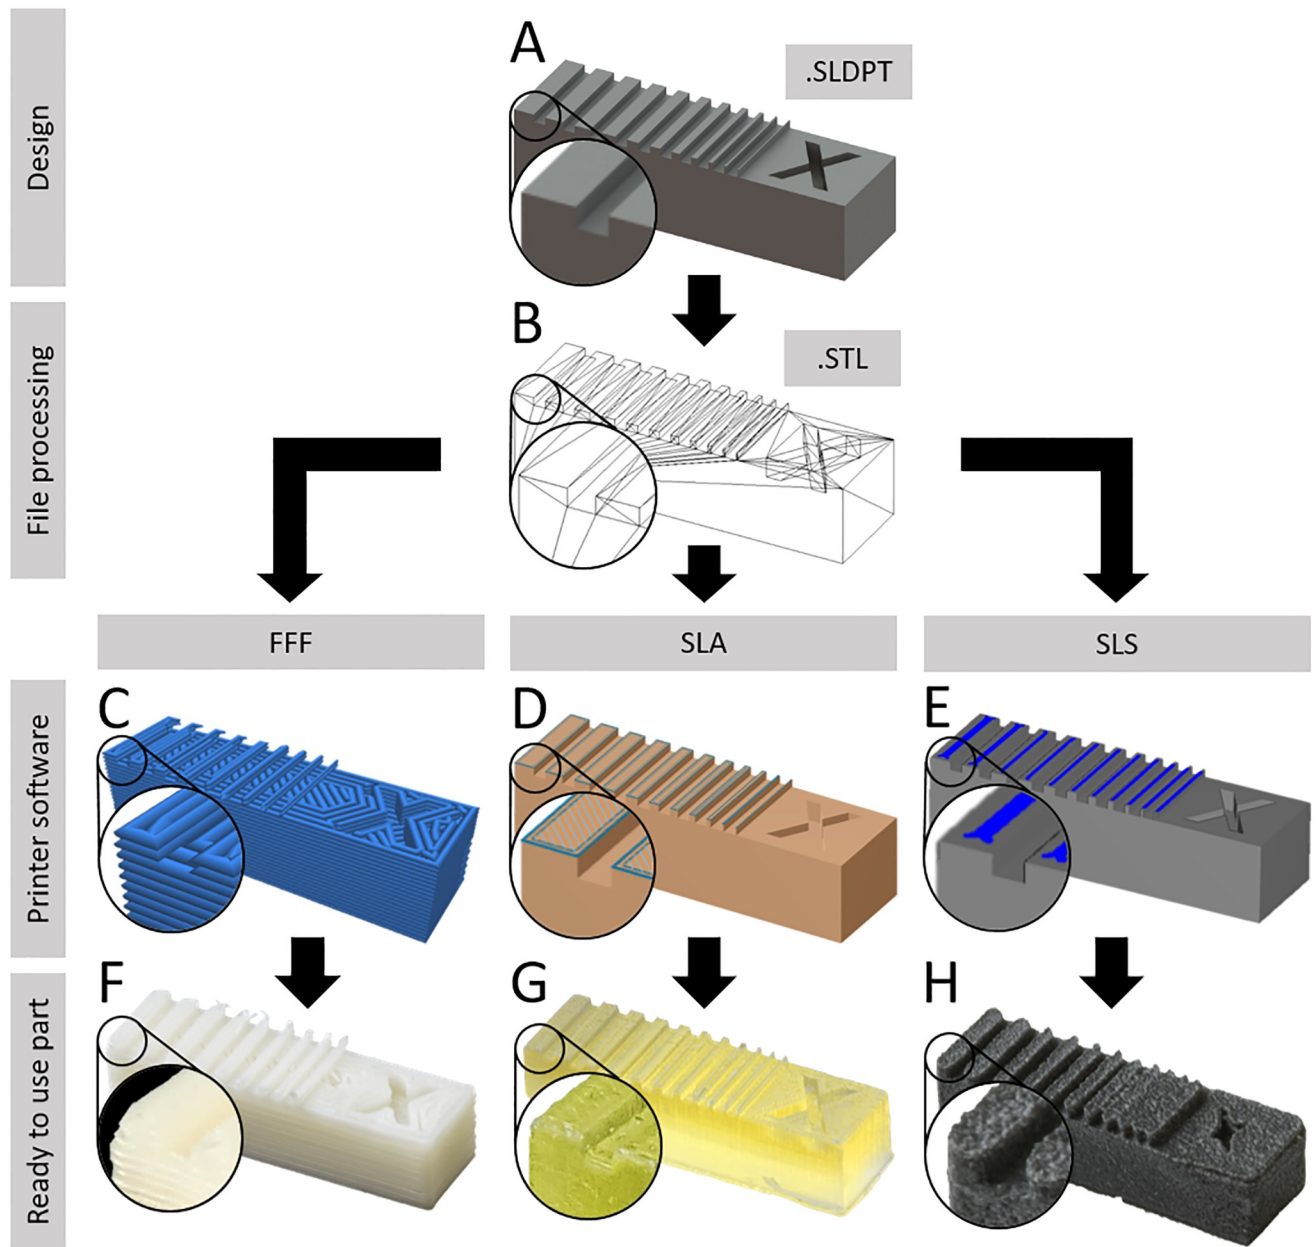 A
.SLDPT
Design
B
.STL
File processing
FFF
SLA
SLS
Printer software
C
D
E
Ready to use part
F
G
H